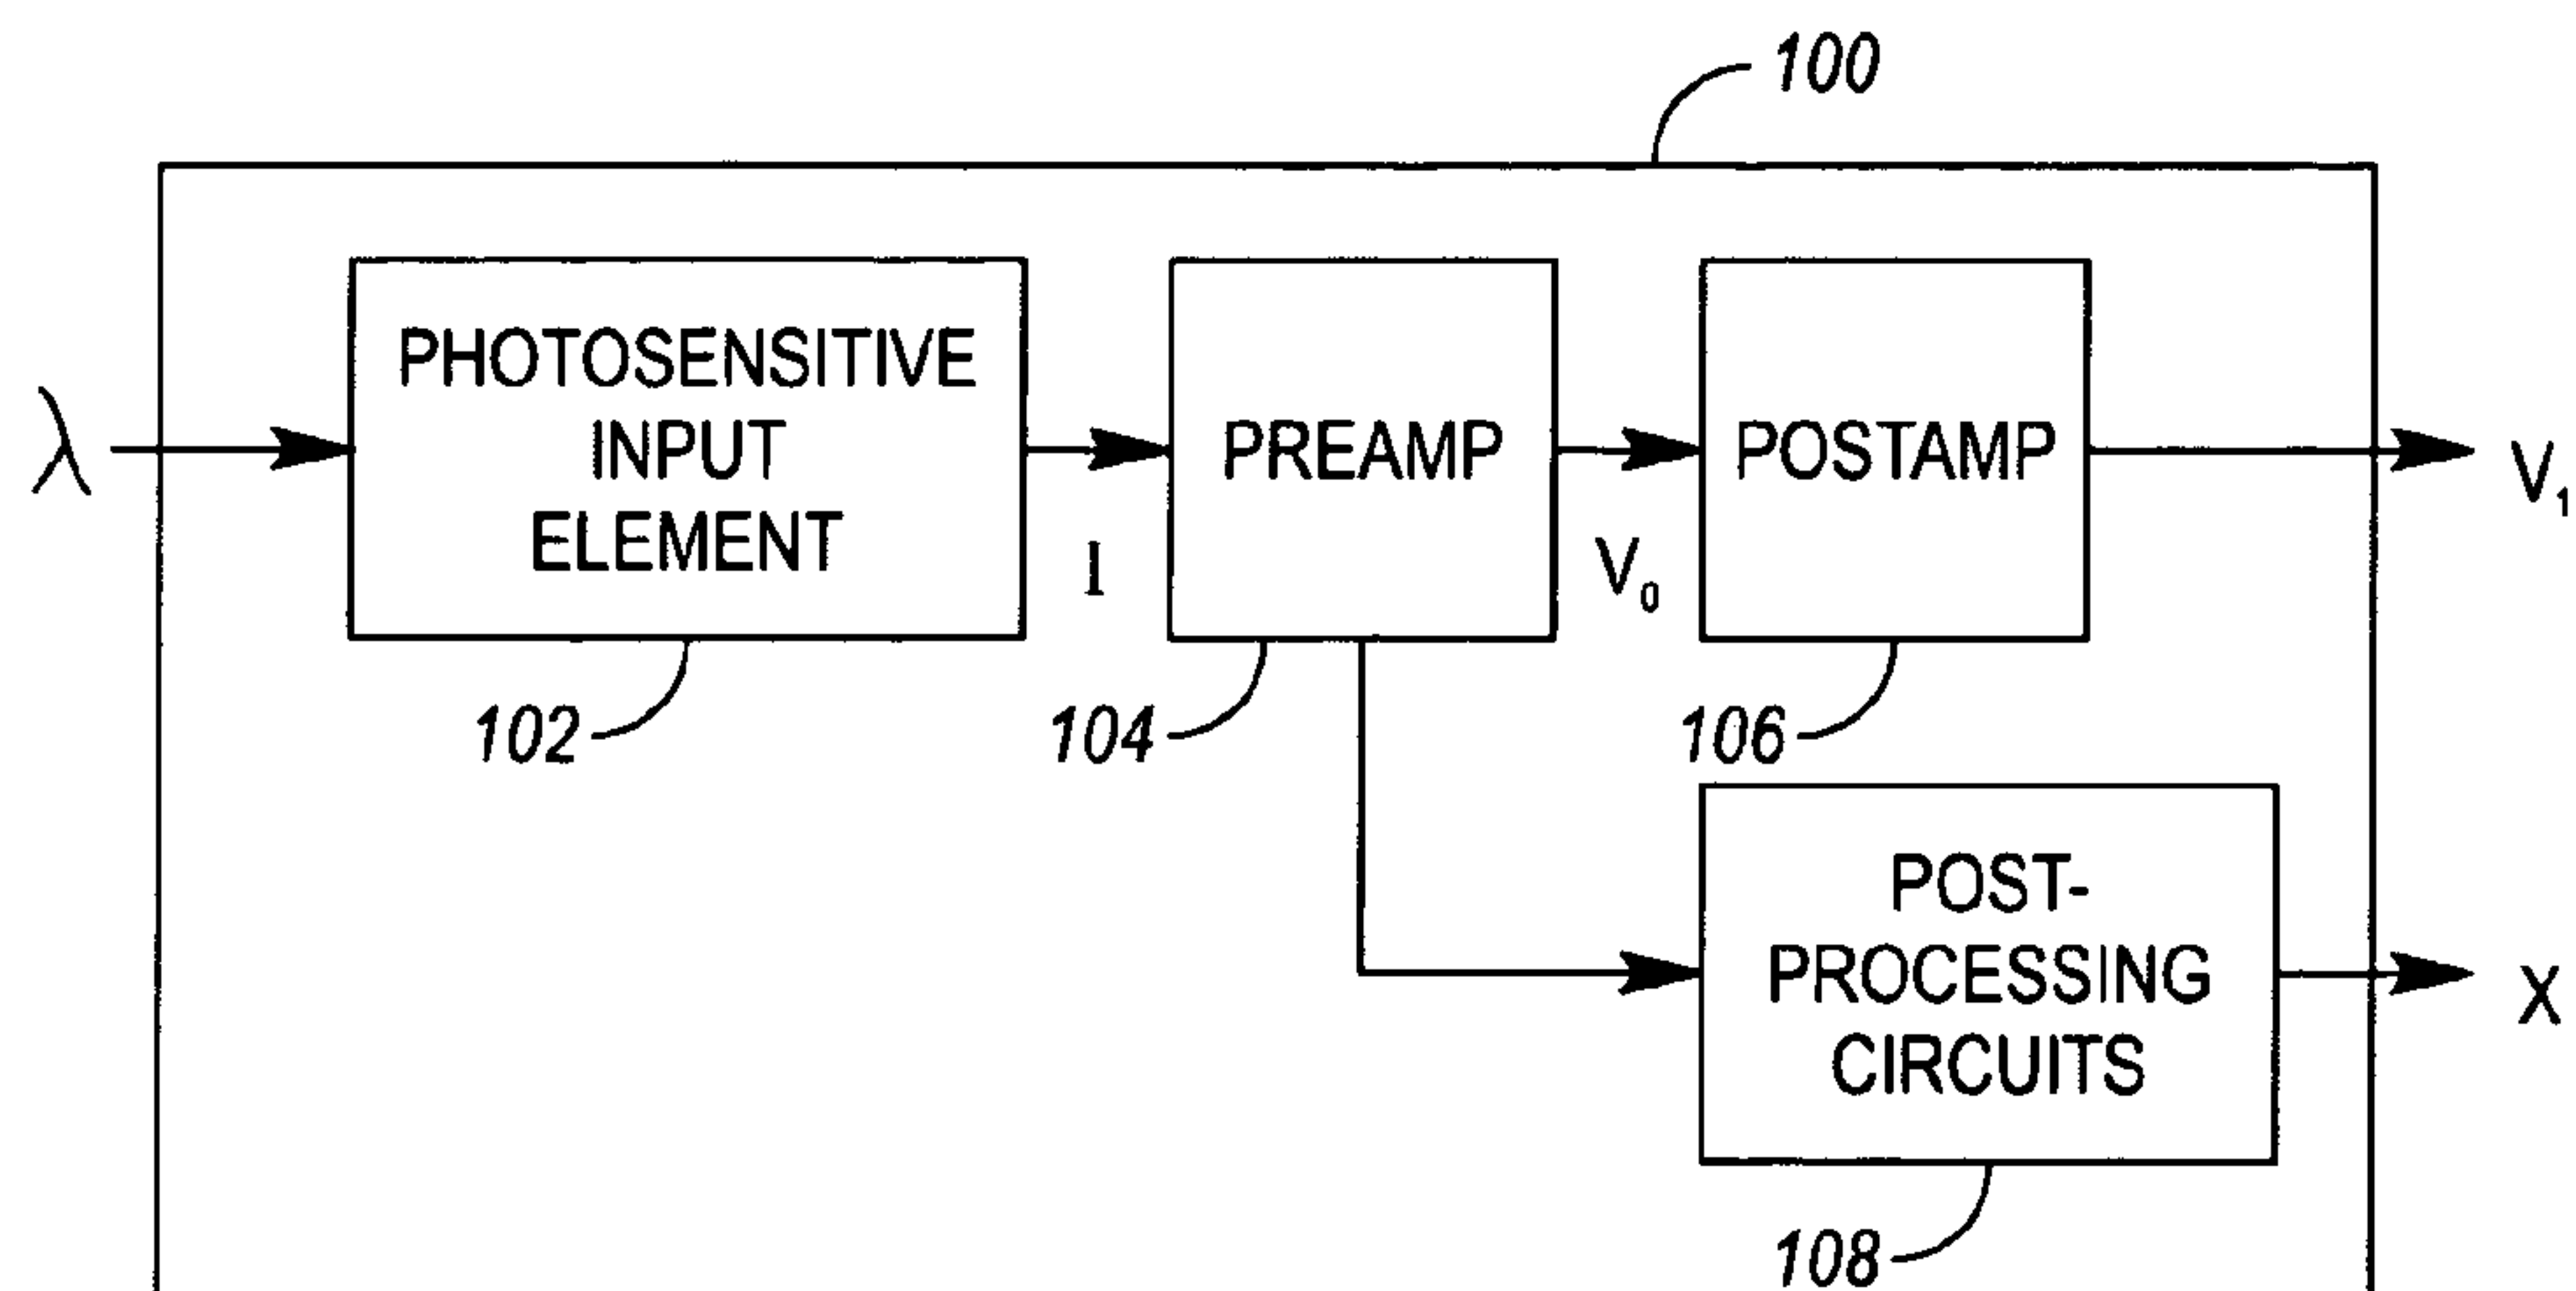 100
λ
PHOTOSENSITIVE
INPUT
ELEMENT
I
PREAMP
V₀
POSTAMP
V₁
102
104
106
POST-
PROCESSING
CIRCUITS
X
108